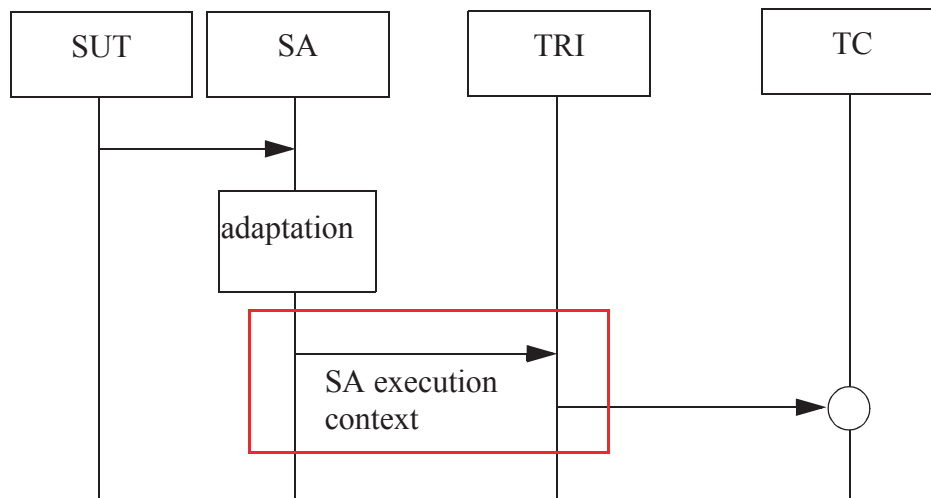 SUT
SA
TRI
TC
adaptation
SA execution
context